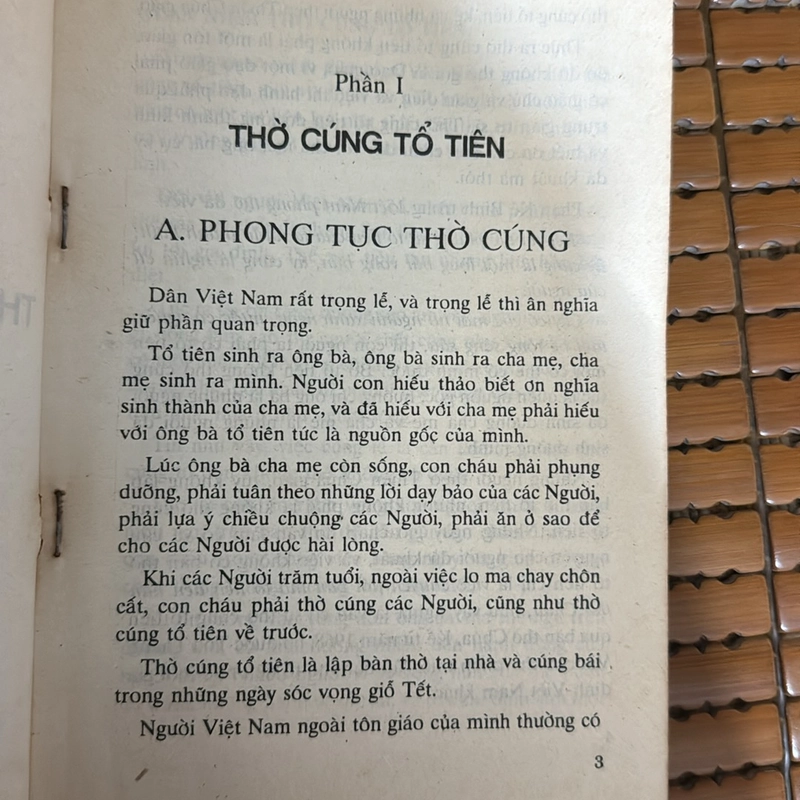 Phần I
THỜ CÚNG TỔ TIÊN
A. PHONG TỤC THỜ CÚNG
Dân Việt Nam rất trọng lễ, và trọng lễ thì ân nghĩa
giữ phần quan trọng.
Tổ tiên sinh ra ông bà, ông bà sinh ra cha mẹ, cha
mẹ sinh ra mình. Người con hiếu thảo biết ơn nghĩa
sinh thành của cha mẹ, và đã hiếu với cha mẹ phải hiếu
với ông bà tổ tiên tức là nguồn gốc của mình.
Lúc ông bà cha mẹ còn sống, con cháu phải phụng
dưỡng, phải tuân theo những lời dạy bảo của các Người,
phải lựa ý chiều chuộng các Người, phải ăn ở sao để
cho các Người được hài lòng.
Khi các Người trăm tuổi, ngoài việc lo ma chay chôn
cất, con cháu phải thờ cúng các Người, cũng như thờ
cúng tổ tiên về trước.
Thờ cúng tổ tiên là lập bàn thờ tại nhà và cúng bái
trong những ngày sóc vọng giỗ Tết.
Người Việt Nam ngoài tôn giáo của mình thường có
3